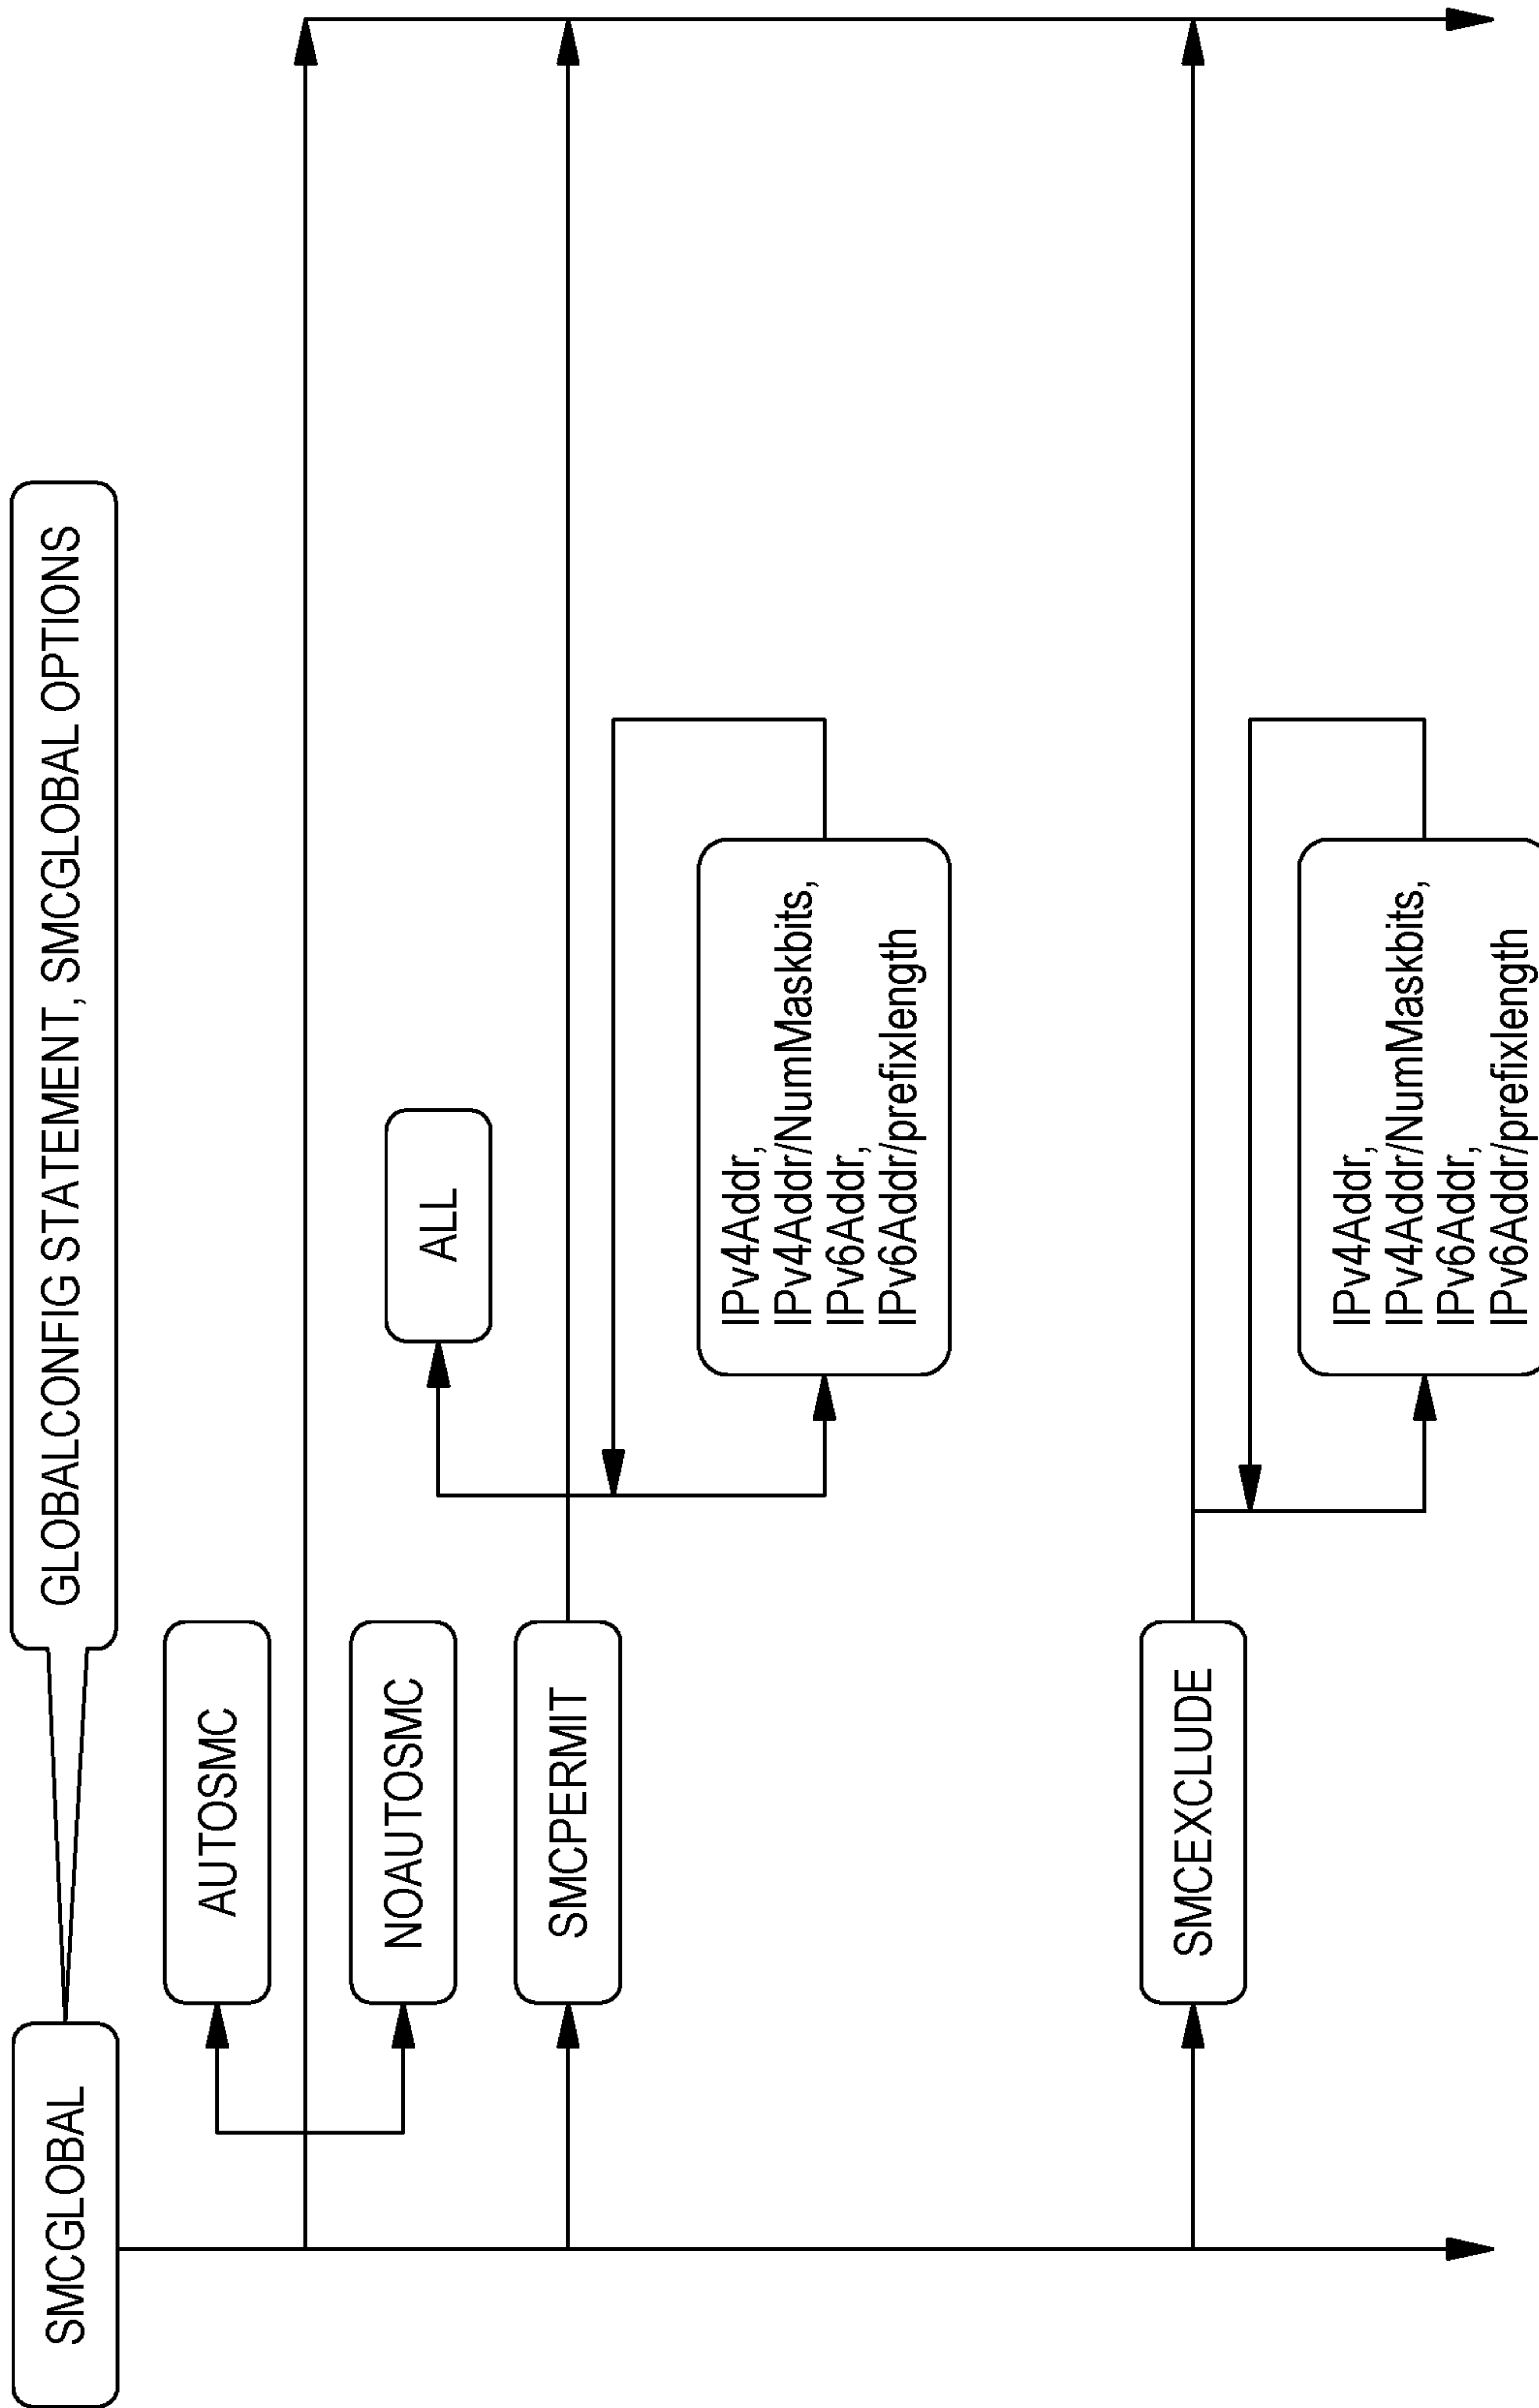 SMCGLOBAL
GLOBALCONFIG STATEMENT, SMCGLOBAL OPTIONS
AUTOSMC
NOAUTOSMC
ALL
SMCPERMIT
IPv4Addr,
IPv4Addr/NumMaskbits,
IPv6Addr,
IPv6Addr/prefixlength
SMCEXCLUDE
IPv4Addr,
IPv4Addr/NumMaskbits,
IPv6Addr,
IPv6Addr/prefixlength